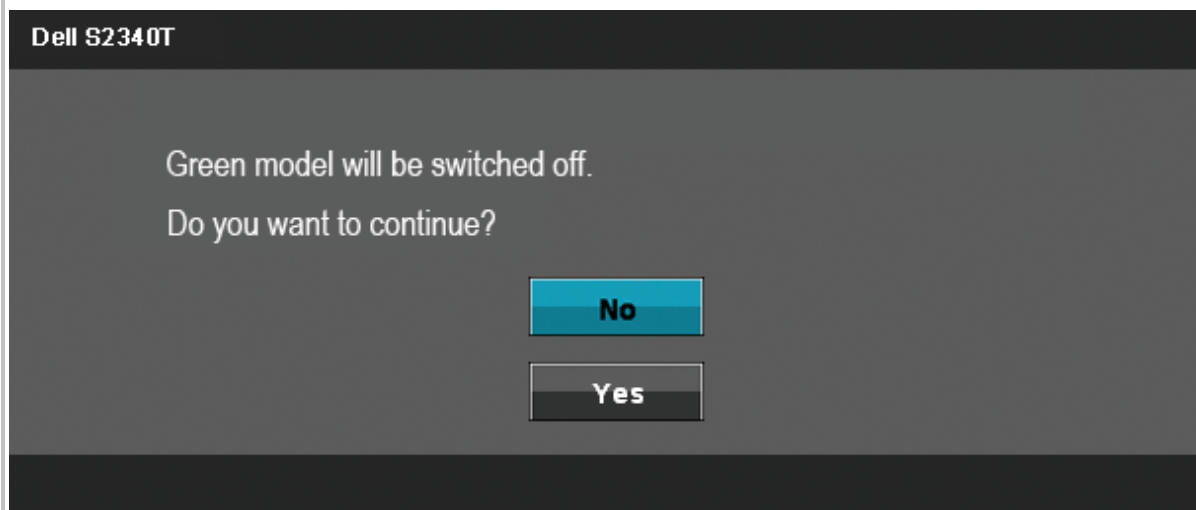 Dell S2340T
Green model will be switched off.
Do you want to continue?
No
Yes